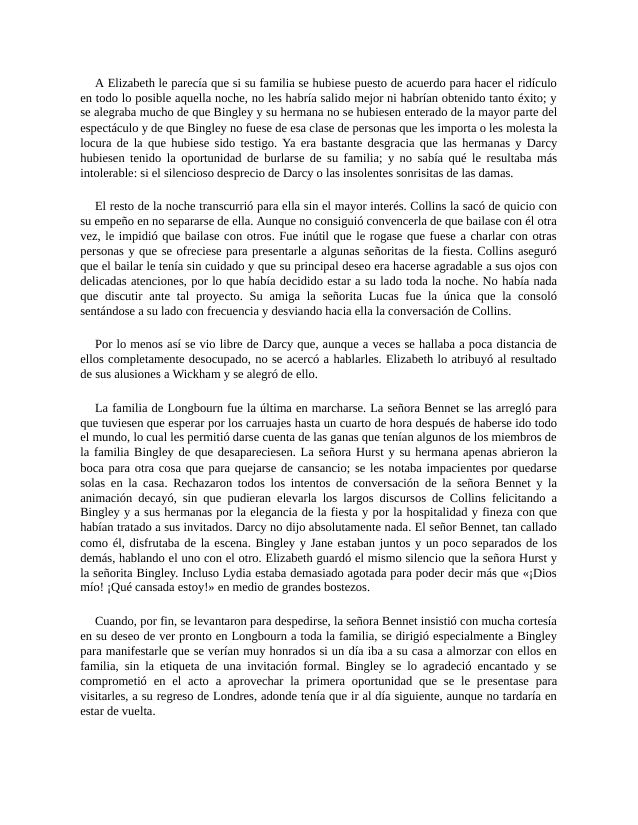 A Elizabeth le parecía que si su familia se hubiese puesto de acuerdo para hacer el ridículo
en todo lo posible aquella noche, no les habría salido mejor ni habrían obtenido tanto éxito; y
se alegraba mucho de que Bingley y su hermana no se hubiesen enterado de la mayor parte del
espectáculo y de que Bingley no fuese de esa clase de personas que les importa o les molesta la
locura de la que hubiese sido testigo. Ya era bastante desgracia que las hermanas y Darcy
hubiesen tenido la oportunidad de burlarse de su familia; y no sabía qué le resultaba más
intolerable: si el silencioso desprecio de Darcy o las insolentes sonrisitas de las damas.
El resto de la noche transcurrió para ella sin el mayor interés. Collins la sacó de quicio con
su empeño en no separarse de ella. Aunque no consiguió convencerla de que bailase con él otra
vez, le impidió que bailase con otros. Fue inútil que le rogase que fuese a charlar con otras
personas y que se ofreciese para presentarle a algunas señoritas de la fiesta. Collins aseguró
que el bailar le tenía sin cuidado y que su principal deseo era hacerse agradable a sus ojos con
delicadas atenciones, por lo que había decidido estar a su lado toda la noche. No había nada
que discutir ante tal proyecto. Su amiga la señorita Lucas fue la única que la consoló
sentándose a su lado con frecuencia y desviando hacia ella la conversación de Collins.
Por lo menos así se vio libre de Darcy que, aunque a veces se hallaba a poca distancia de
ellos completamente desocupado, no se acercó a hablarles. Elizabeth lo atribuyó al resultado
de sus alusiones a Wickham y se alegró de ello.
La familia de Longbourn fue la última en marcharse. La señora Bennet se las arregló para
que tuviesen que esperar por los carruajes hasta un cuarto de hora después de haberse ido todo
el mundo, lo cual les permitió darse cuenta de las ganas que tenían algunos de los miembros de
la familia Bingley de que desapareciesen. La señora Hurst y su hermana apenas abrieron la
boca para otra cosa que para quejarse de cansancio; se les notaba impacientes por quedarse
solas en la casa. Rechazaron todos los intentos de conversación de la señora Bennet y la
animación decayó, sin que pudieran elevarla los largos discursos de Collins felicitando a
Bingley y a sus hermanas por la elegancia de la fiesta y por la hospitalidad y fineza con que
habían tratado a sus invitados. Darcy no dijo absolutamente nada. El señor Bennet, tan callado
como él, disfrutaba de la escena. Bingley y Jane estaban juntos y un poco separados de los
demás, hablando el uno con el otro. Elizabeth guardó el mismo silencio que la señora Hurst y
la señorita Bingley. Incluso Lydia estaba demasiado agotada para poder decir más que «¡Dios
mío! ¡Qué cansada estoy!» en medio de grandes bostezos.
Cuando, por fin, se levantaron para despedirse, la señora Bennet insistió con mucha cortesía
en su deseo de ver pronto en Longbourn a toda la familia, se dirigió especialmente a Bingley
para manifestarle que se verían muy honrados si un día iba a su casa a almorzar con ellos en
familia, sin la etiqueta de una invitación formal. Bingley se lo agradeció encantado y se
comprometió en el acto a aprovechar la primera oportunidad que se le presentase para
visitarles, a su regreso de Londres, adonde tenía que ir al día siguiente, aunque no tardaría en
estar de vuelta.